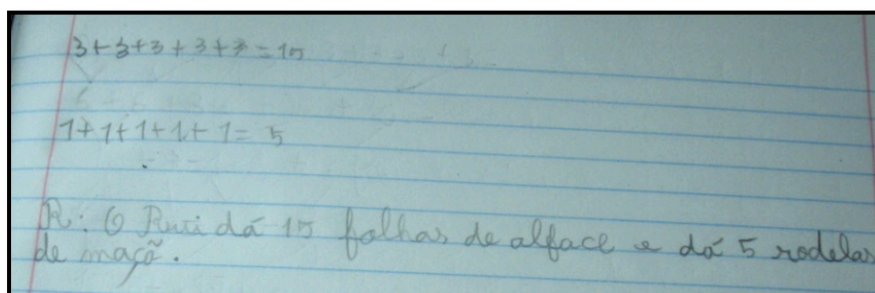 3+3+3+3+3=15
1+1+1+1+1=5
R: O Ruti dá 15 folhas de alface e dá 5 rodelas
de maçã.